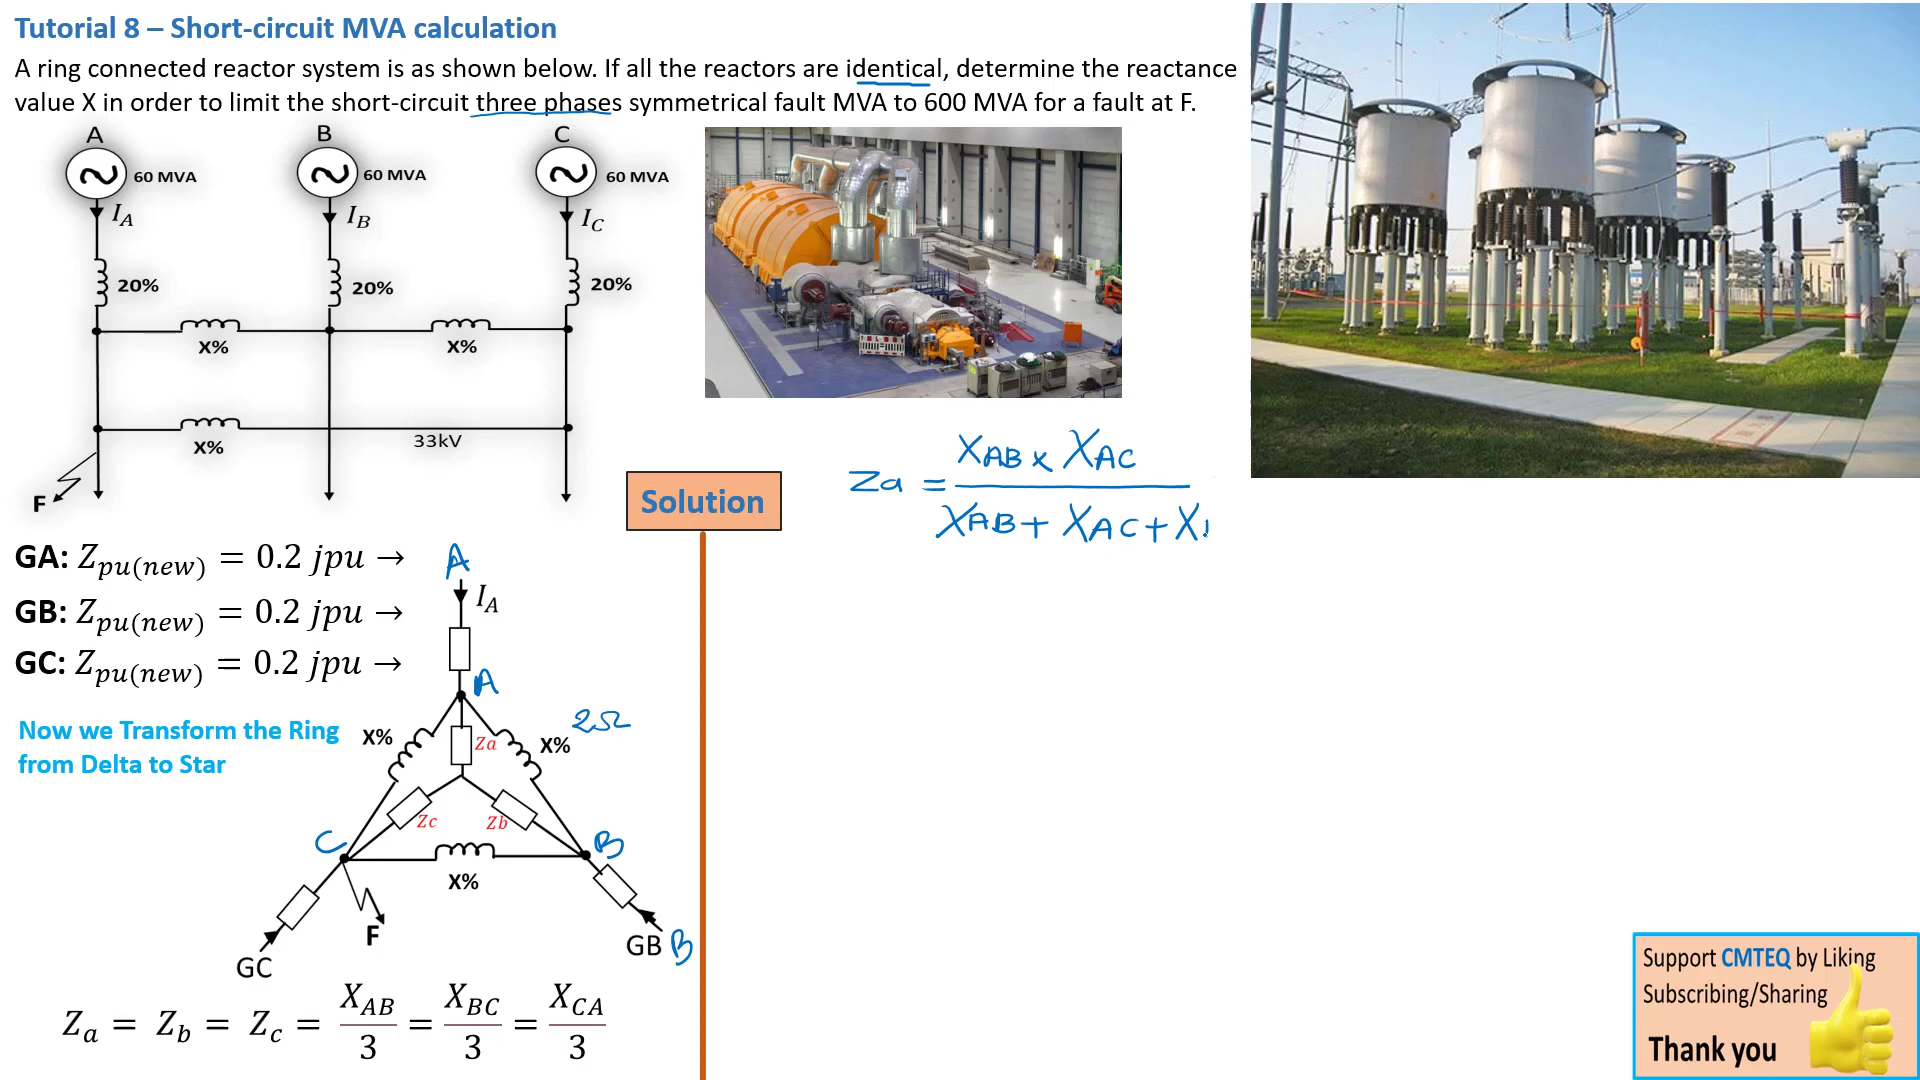 Tutorial 8 – Short-circuit MVA calculation
A ring connected reactor system is as shown below. If all the reactors are identical, determine the reactance
value X in order to limit the short-circuit three phases symmetrical fault MVA to 600 MVA for a fault at F.
A B C
60 MVA 60 MVA 60 MVA
I_A I_B I_C
20% 20% 20%
X% X%
33kV
X%
F
Solution
Za = X_AB x X_AC / X_AB + X_AC + X
GA: Z_pu(new) = 0.2 jpu →
GB: Z_pu(new) = 0.2 jpu →
GC: Z_pu(new) = 0.2 jpu →
A
I_A
A
Now we Transform the Ring
from Delta to Star
X% Za X% 2Ω
Zc Zb
C B
X%
F
GC GB B
Z_a = Z_b = Z_c = X_AB/3 = X_BC/3 = X_CA/3
Support CMTEQ by Liking
Subscribing/Sharing
Thank you